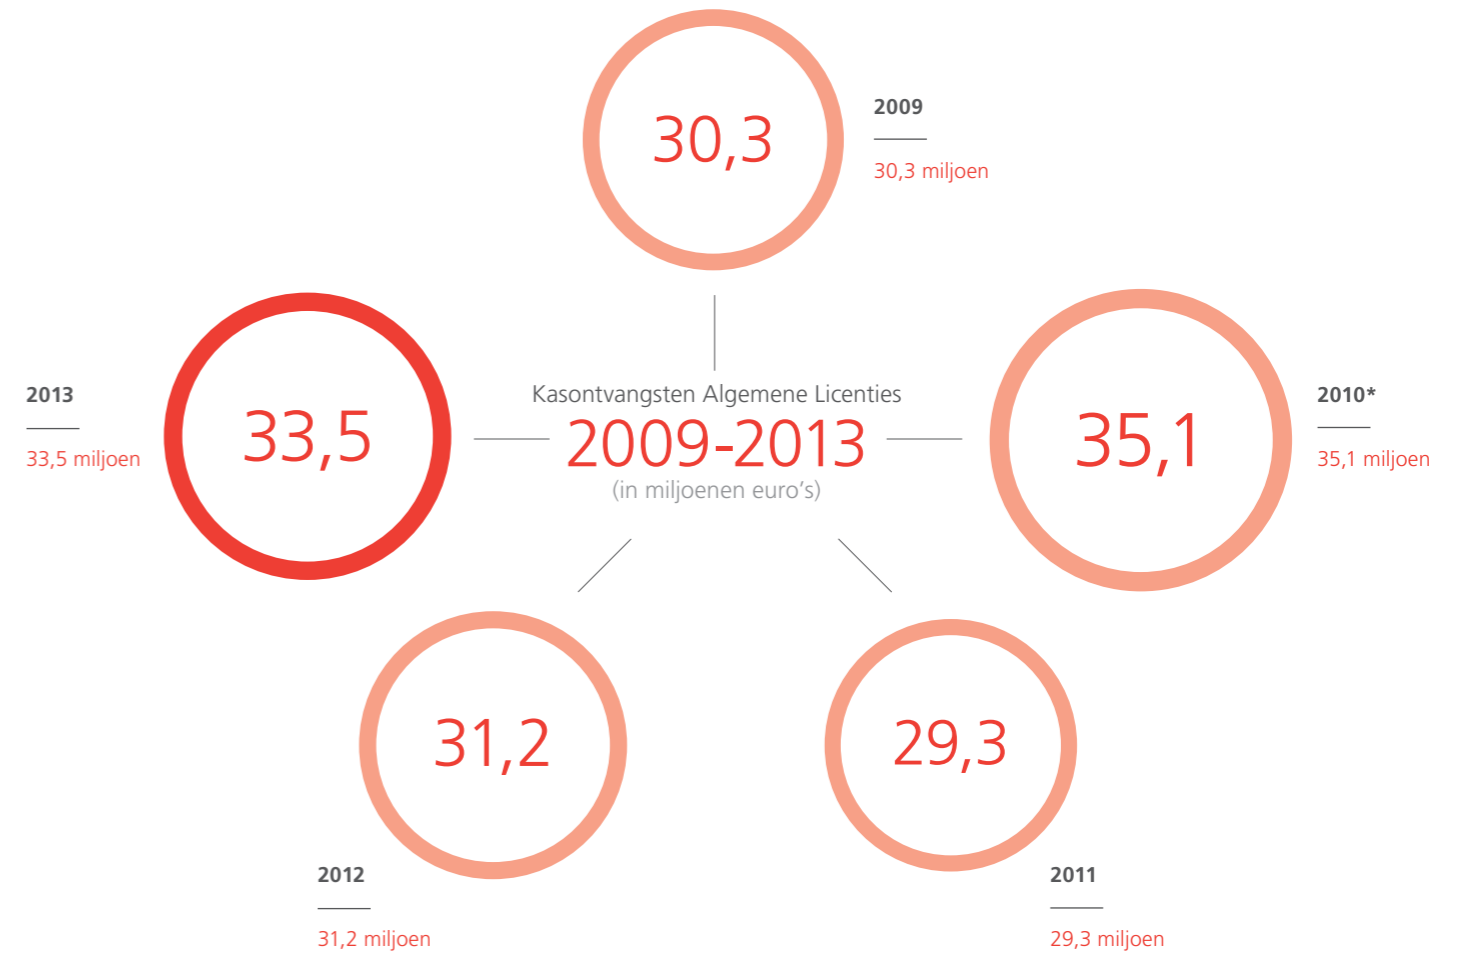 30,3
2009
30,3 miljoen
2013
33,5 miljoen
33,5
Kasontvangsten Algemene Licenties
2009-2013
(in miljoenen euro's)
35,1
2010*
35,1 miljoen
31,2
2012
31,2 miljoen
29,3
2011
29,3 miljoen